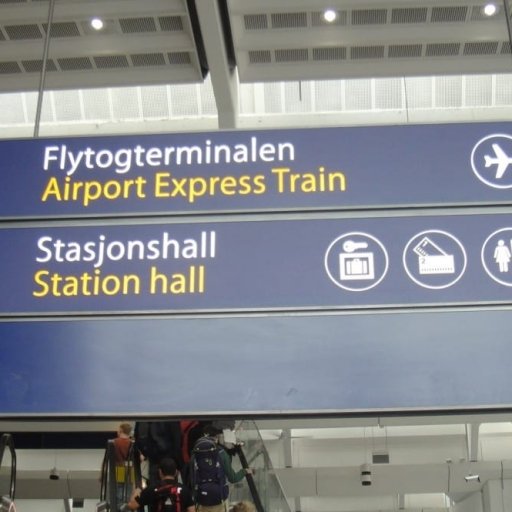 Flytogterminalen
Airport Express Train
Stasjonshall
Station hall